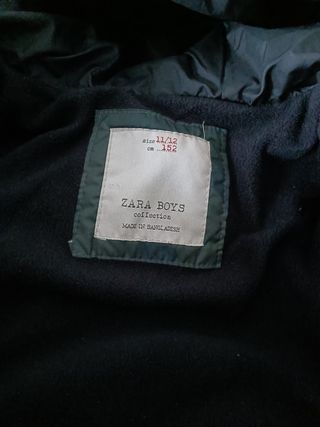 size 11/12
cm 152
ZARA BOYS
collection
MADE IN BANGLADESH